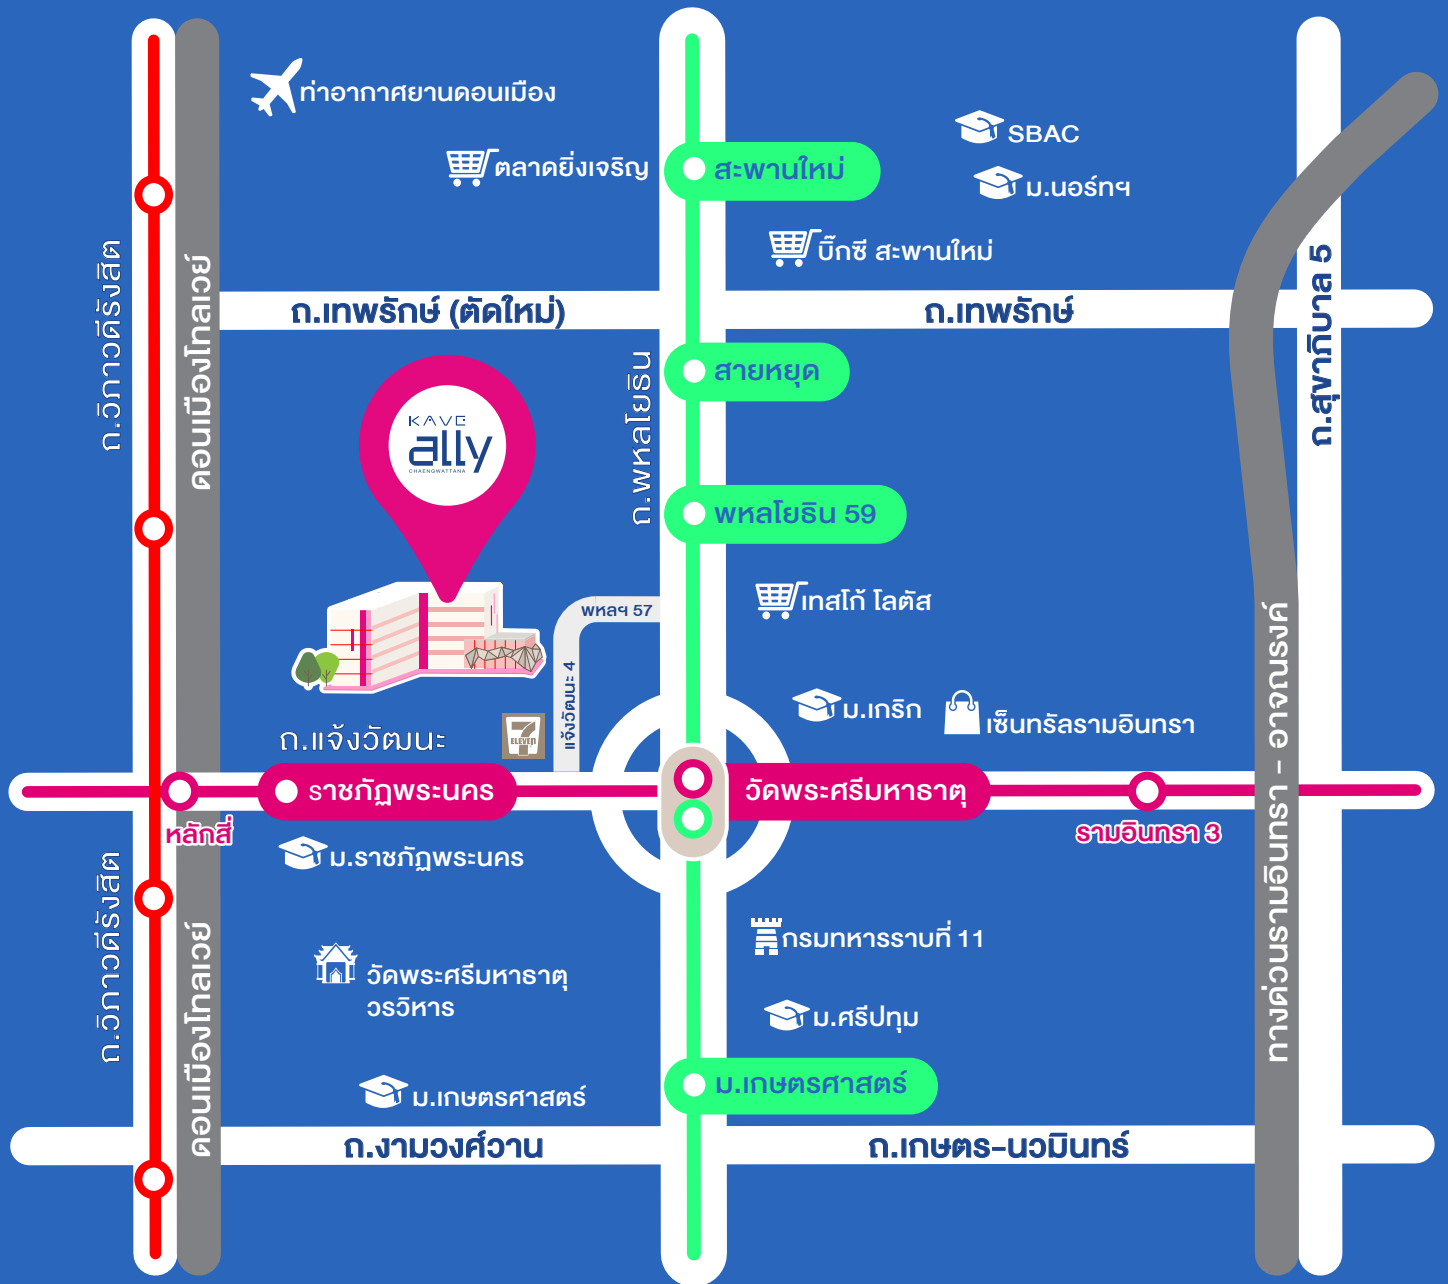 ท่าอากาศยานดอนเมือง
SBAC
ตลาดยิ่งเจริญ
สะพานใหม่
ม.นอร์ทฯ
บิ๊กซี สะพานใหม่
ถ.วิภาวดีรังสิต
ดอนเมืองโทลเวย์
ถ.เทพรักษ์ (ตัดใหม่)
ถ.เทพรักษ์
ถ.สุขาภิบาล 5
สายหยุด
ถ.พหลโยธิน
KAVE
ally
CHAENGWATTANA
พหลโยธิน 59
เทสโก้ โลตัส
พหลฯ 57
แจ้งวัฒนะ 4
ม.เกริก
เซ็นทรัลรามอินทรา
ถ.แจ้งวัฒนะ
7
ELEVEn
ราชภัฏพระนคร
วัดพระศรีมหาธาตุ
หลักสี่
รามอินทรา 3
ทางด่วนรามอินทรา - อาจณรงค์
ม.ราชภัฏพระนคร
ถ.วิภาวดีรังสิต
ดอนเมืองโทลเวย์
กรมทหารราบที่ 11
วัดพระศรีมหาธาตุ
วรวิหาร
ม.ศรีปทุม
ม.เกษตรศาสตร์
ม.เกษตรศาสตร์
ถ.งามวงศ์วาน
ถ.เกษตร-นวมินทร์